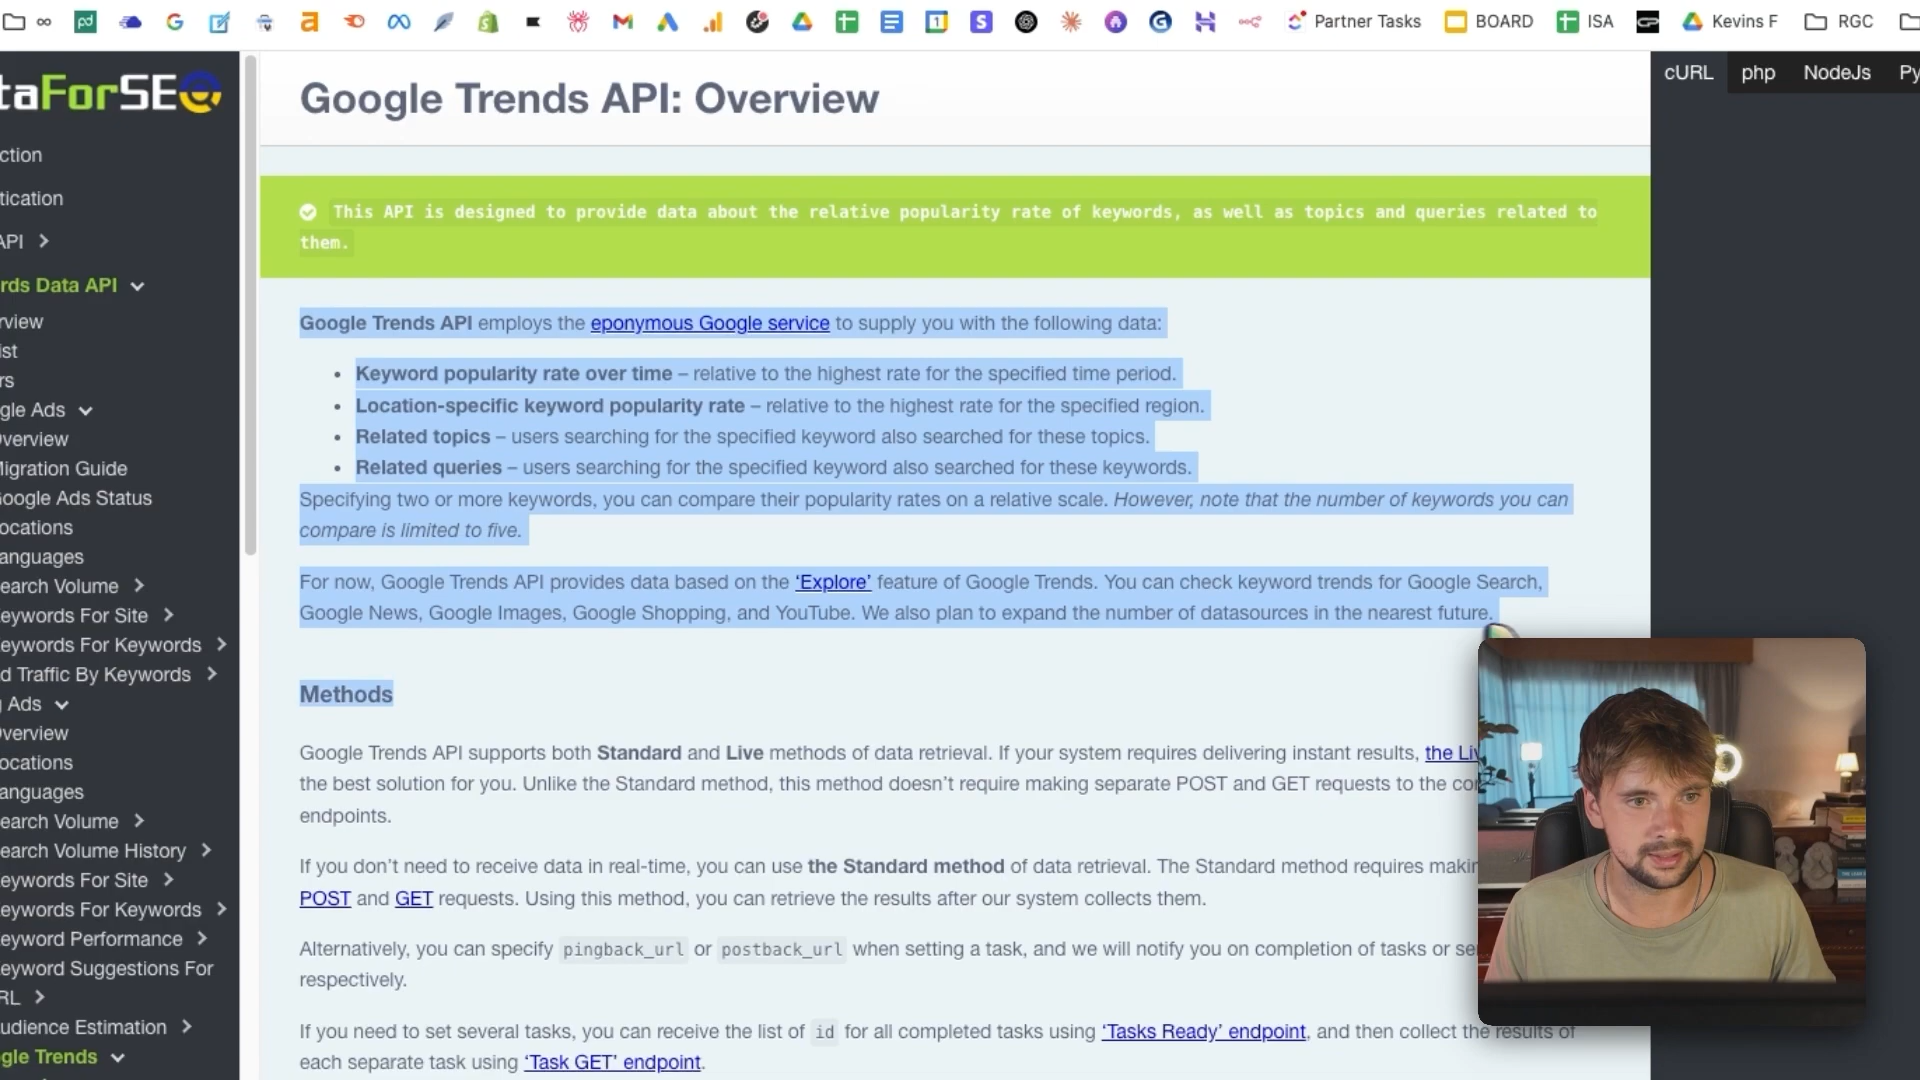 Partner Tasks
BOARD
ISA
Kevins F
RGC
taForSE
Google Trends API: Overview
cURL
php
NodeJs
Py
This API is designed to provide data about the relative popularity rate of keywords, as well as topics and queries related to
them.
ction
tication
API
rds Data API
rview
ist
rs
gle Ads
Overview
Migration Guide
Google Ads Status
ocations
anguages
earch Volume
eywords For Site
eywords For Keywords
d Traffic By Keywords
g Ads
Overview
ocations
anguages
earch Volume
earch Volume History
eywords For Site
eywords For Keywords
eyword Performance
eyword Suggestions For
RL
udience Estimation
gle Trends
Google Trends API employs the eponymous Google service to supply you with the following data:
• Keyword popularity rate over time – relative to the highest rate for the specified time period.
• Location-specific keyword popularity rate – relative to the highest rate for the specified region.
• Related topics – users searching for the specified keyword also searched for these topics.
• Related queries – users searching for the specified keyword also searched for these keywords.
Specifying two or more keywords, you can compare their popularity rates on a relative scale. However, note that the number of keywords you can
compare is limited to five.
For now, Google Trends API provides data based on the ‘Explore’ feature of Google Trends. You can check keyword trends for Google Search,
Google News, Google Images, Google Shopping, and YouTube. We also plan to expand the number of datasources in the nearest future.
Methods
Google Trends API supports both Standard and Live methods of data retrieval. If your system requires delivering instant results, the Li
the best solution for you. Unlike the Standard method, this method doesn’t require making separate POST and GET requests to the co
endpoints.
If you don’t need to receive data in real-time, you can use the Standard method of data retrieval. The Standard method requires maki
POST and GET requests. Using this method, you can retrieve the results after our system collects them.
Alternatively, you can specify pingback_url or postback_url when setting a task, and we will notify you on completion of tasks or se
respectively.
If you need to set several tasks, you can receive the list of id for all completed tasks using ‘Tasks Ready’ endpoint, and then collect the results of
each separate task using ‘Task GET’ endpoint.